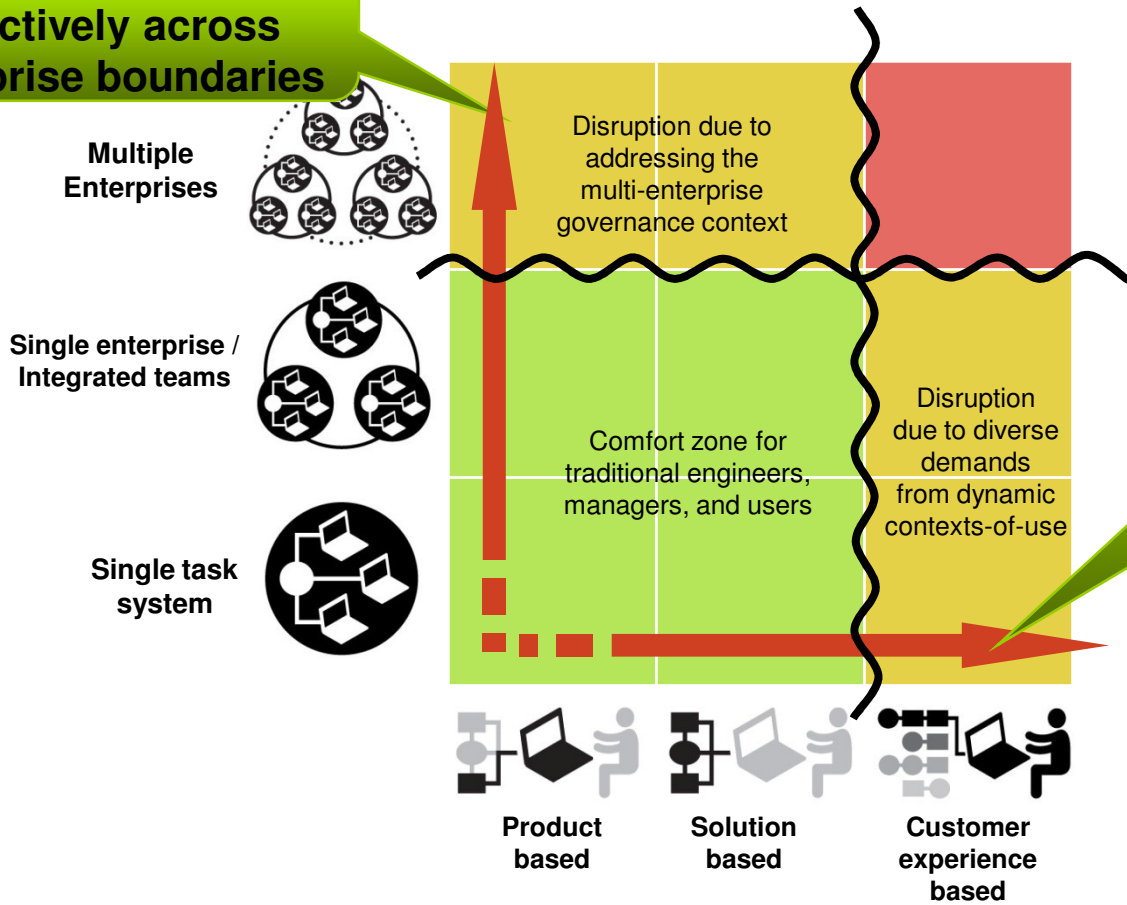 ctively across
prise boundaries
Multiple
Enterprises
Disruption due to
addressing the
multi-enterprise
governance context
Single enterprise /
Integrated teams
Comfort zone for
traditional engineers,
managers, and users
Disruption
due to diverse
demands
from dynamic
contexts-of-use
Single task
system
Product
based
Solution
based
Customer
experience
based